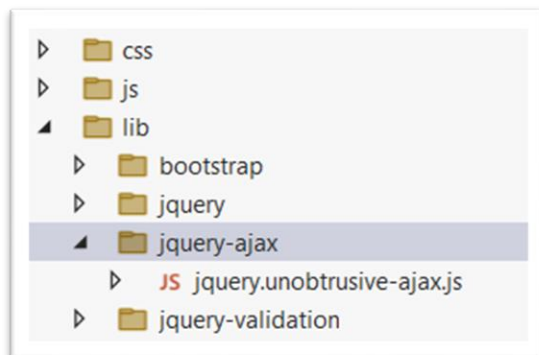 css
js
lib
bootstrap
jquery
jquery-ajax
JS jquery.unobtrusive-ajax.js
jquery-validation